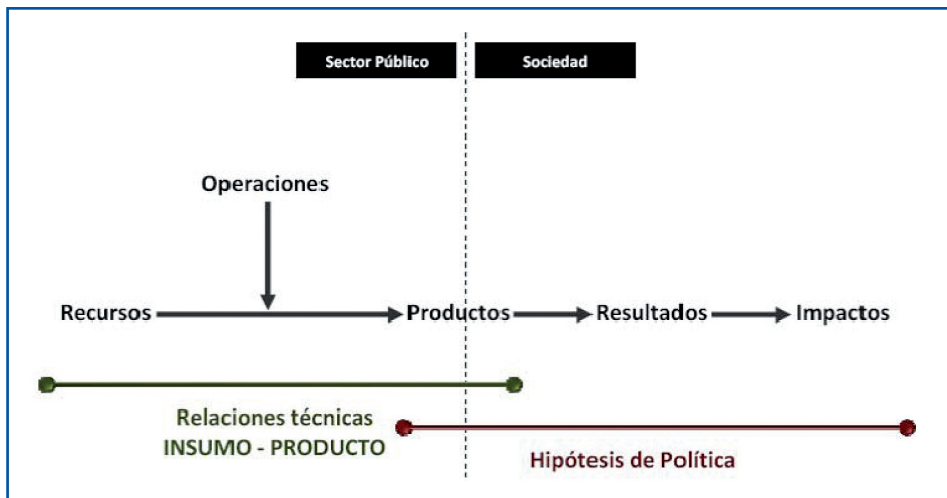 Sector Público
Sociedad
Operaciones
Recursos
Productos
Resultados
Impactos
Relaciones técnicas
INSUMO - PRODUCTO
Hipótesis de Política